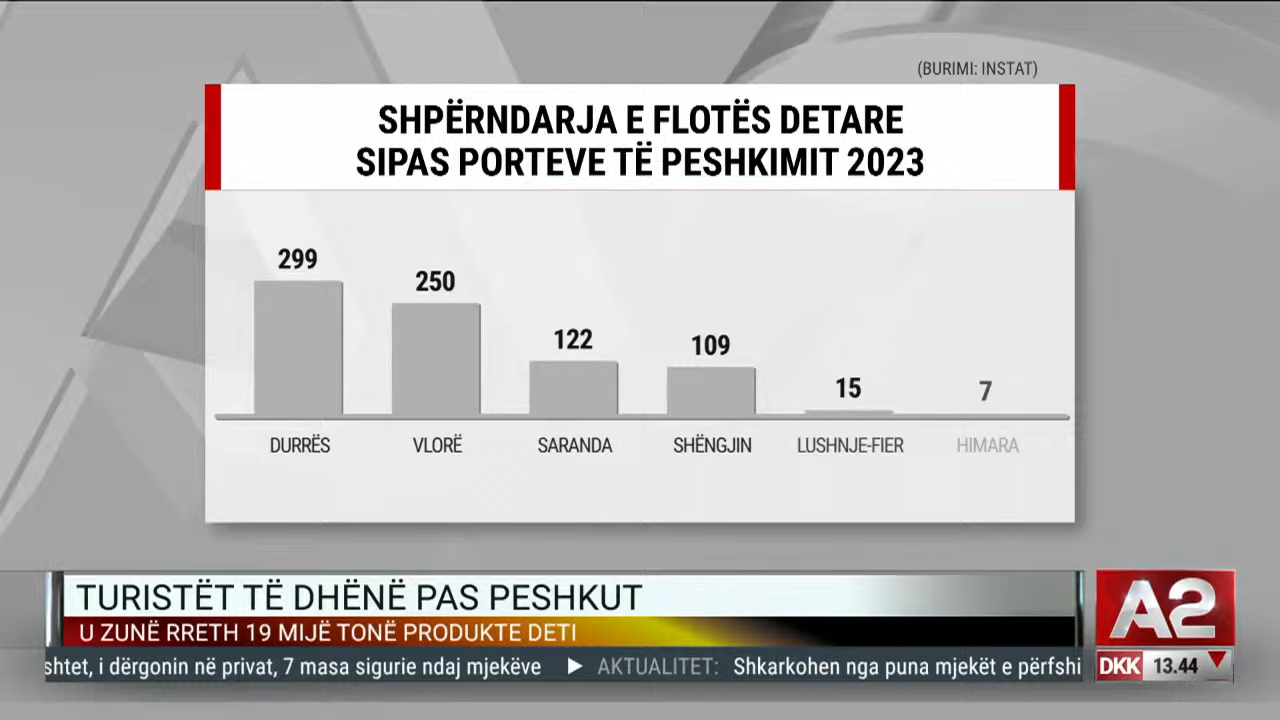 (BURIMI: INSTAT)
SHPËRNDARJA E FLOTËS DETARE
SIPAS PORTEVE TË PESHKIMIT 2023
299
250
122
109
15
7
DURRËS
VLORË
SARANDA
SHËNGJIN
LUSHNJE-FIER
HIMARA
TURISTËT TË DHËNË PAS PESHKUT
U ZUNË RRETH 19 MIJË TONË PRODUKTE DETI
shtet, i dërgonin në privat, 7 masa sigurie ndaj mjekëve ▶ AKTUALITET: Shkarkohen nga puna mjekët e përfshi
A2
DKK 13.44 ▼